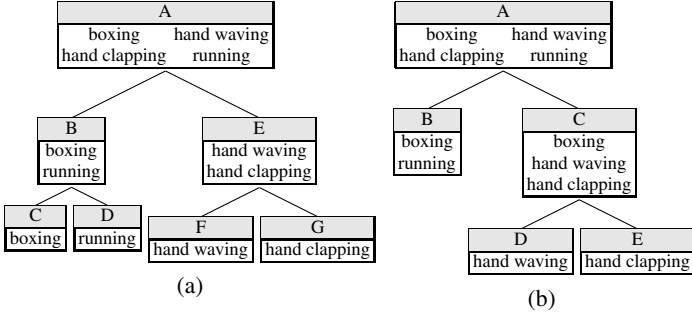 A
boxing hand waving
hand clapping running
B
boxing
running
E
hand waving
hand clapping
C
boxing
D
running
F
hand waving
G
hand clapping
(a)
A
boxing hand waving
hand clapping running
B
boxing
running
C
boxing
hand waving
hand clapping
D
hand waving
E
hand clapping
(b)